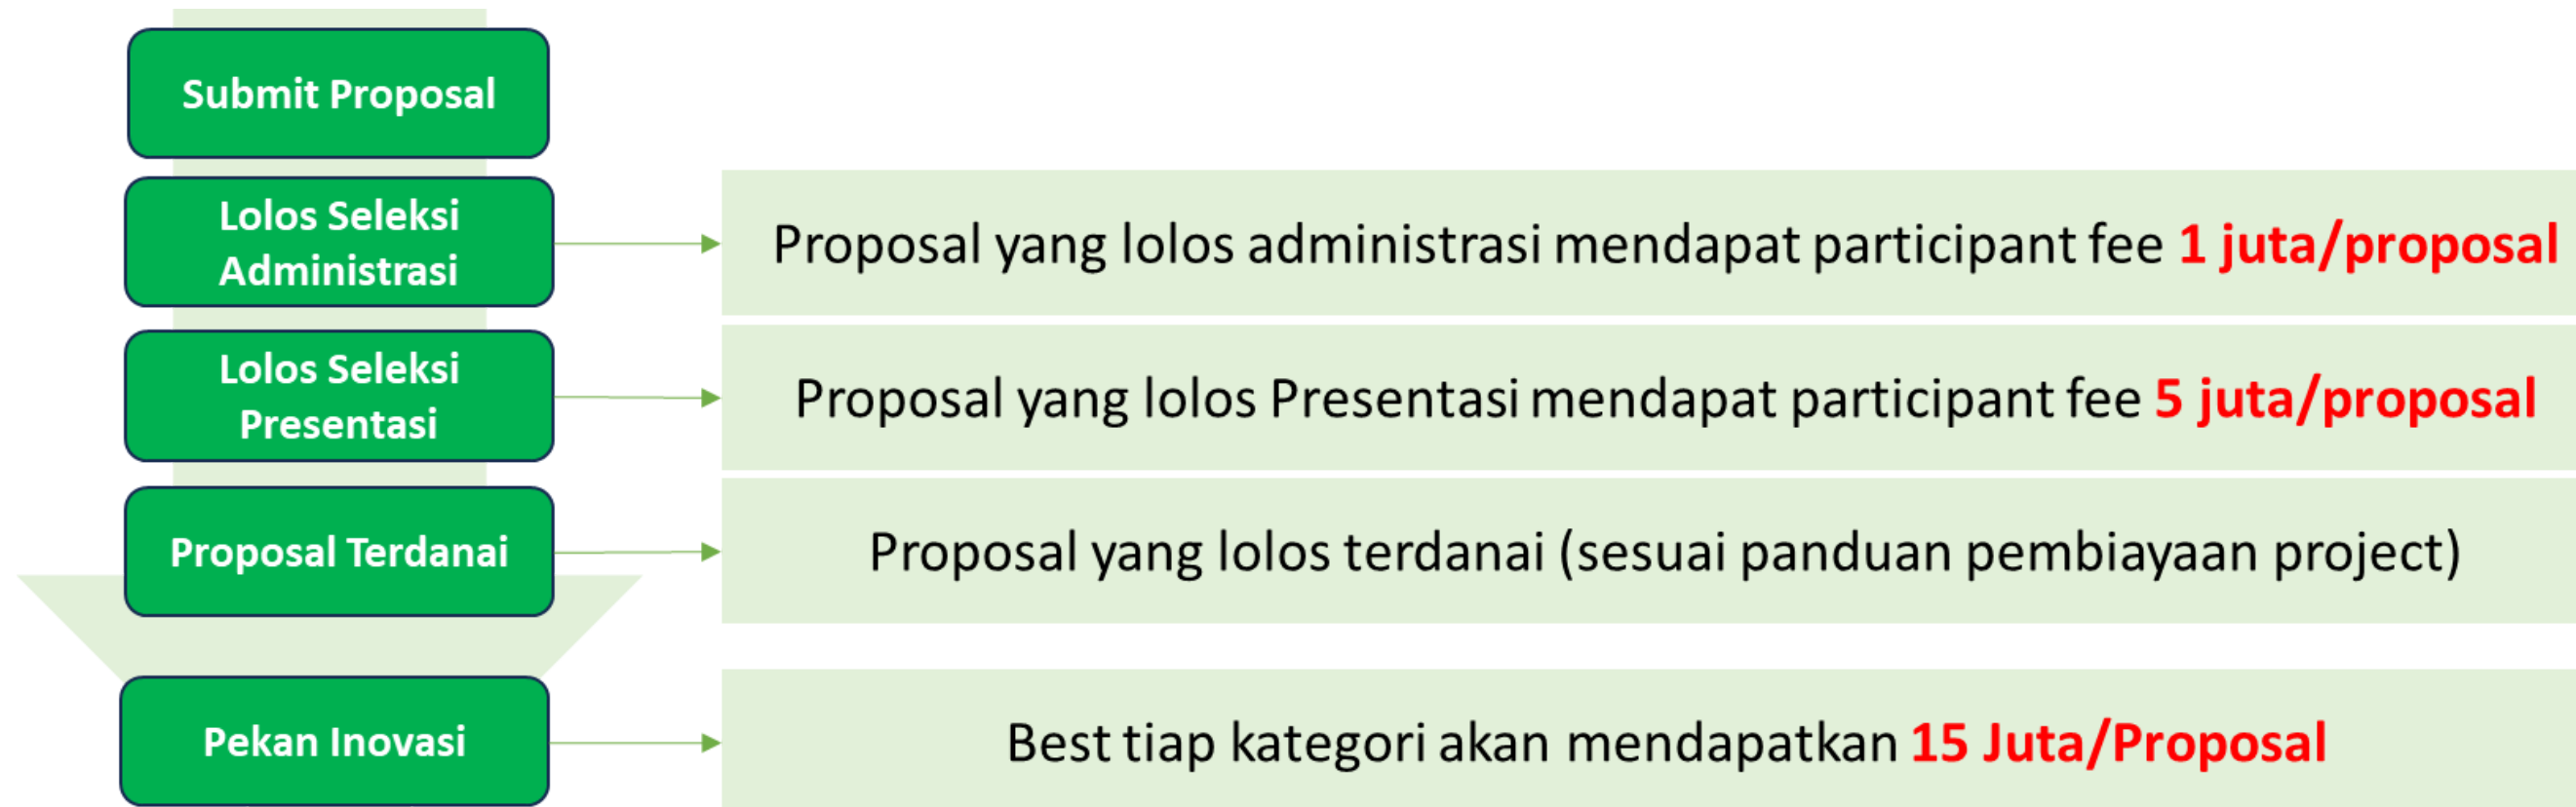 Submit Proposal
Lolos Seleksi
Administrasi
Proposal yang lolos administrasi mendapat participant fee 1 juta/proposal
Lolos Seleksi
Presentasi
Proposal yang lolos Presentasi mendapat participant fee 5 juta/proposal
Proposal Terdanai
Proposal yang lolos terdanai (sesuai panduan pembiayaan project)
Pekan Inovasi
Best tiap kategori akan mendapatkan 15 Juta/Proposal